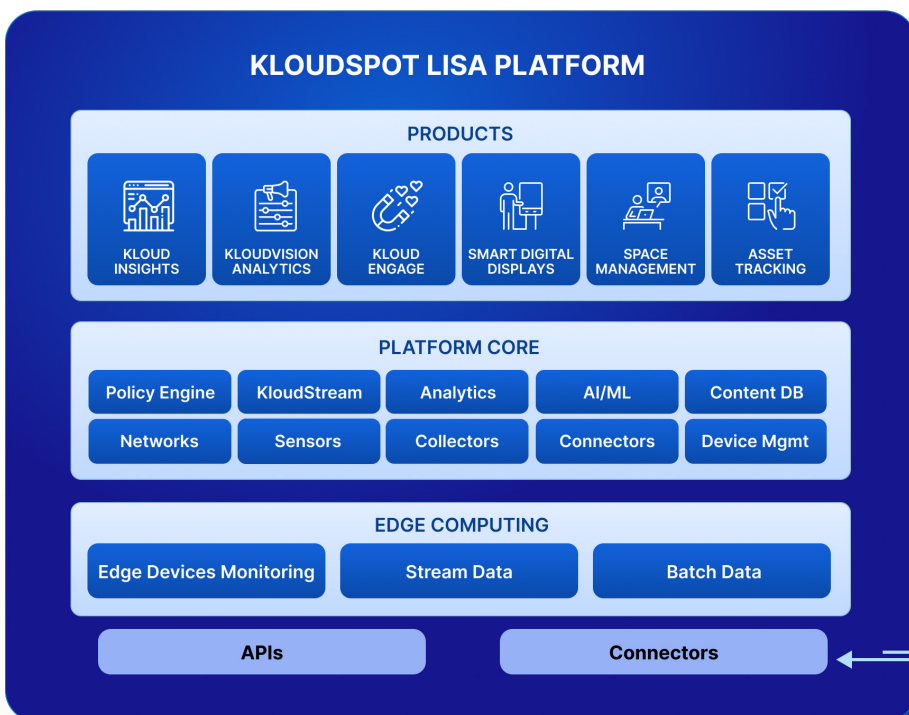 KLOUDSPOT LISA PLATFORM
PRODUCTS
KLOUD
INSIGHTS
KLOUDVISION
ANALYTICS
KLOUD
ENGAGE
SMART DIGITAL
DISPLAYS
SPACE
MANAGEMENT
ASSET
TRACKING
PLATFORM CORE
Policy Engine
KloudStream
Analytics
AI/ML
Content DB
Networks
Sensors
Collectors
Connectors
Device Mgmt
EDGE COMPUTING
Edge Devices Monitoring
Stream Data
Batch Data
APIs
Connectors